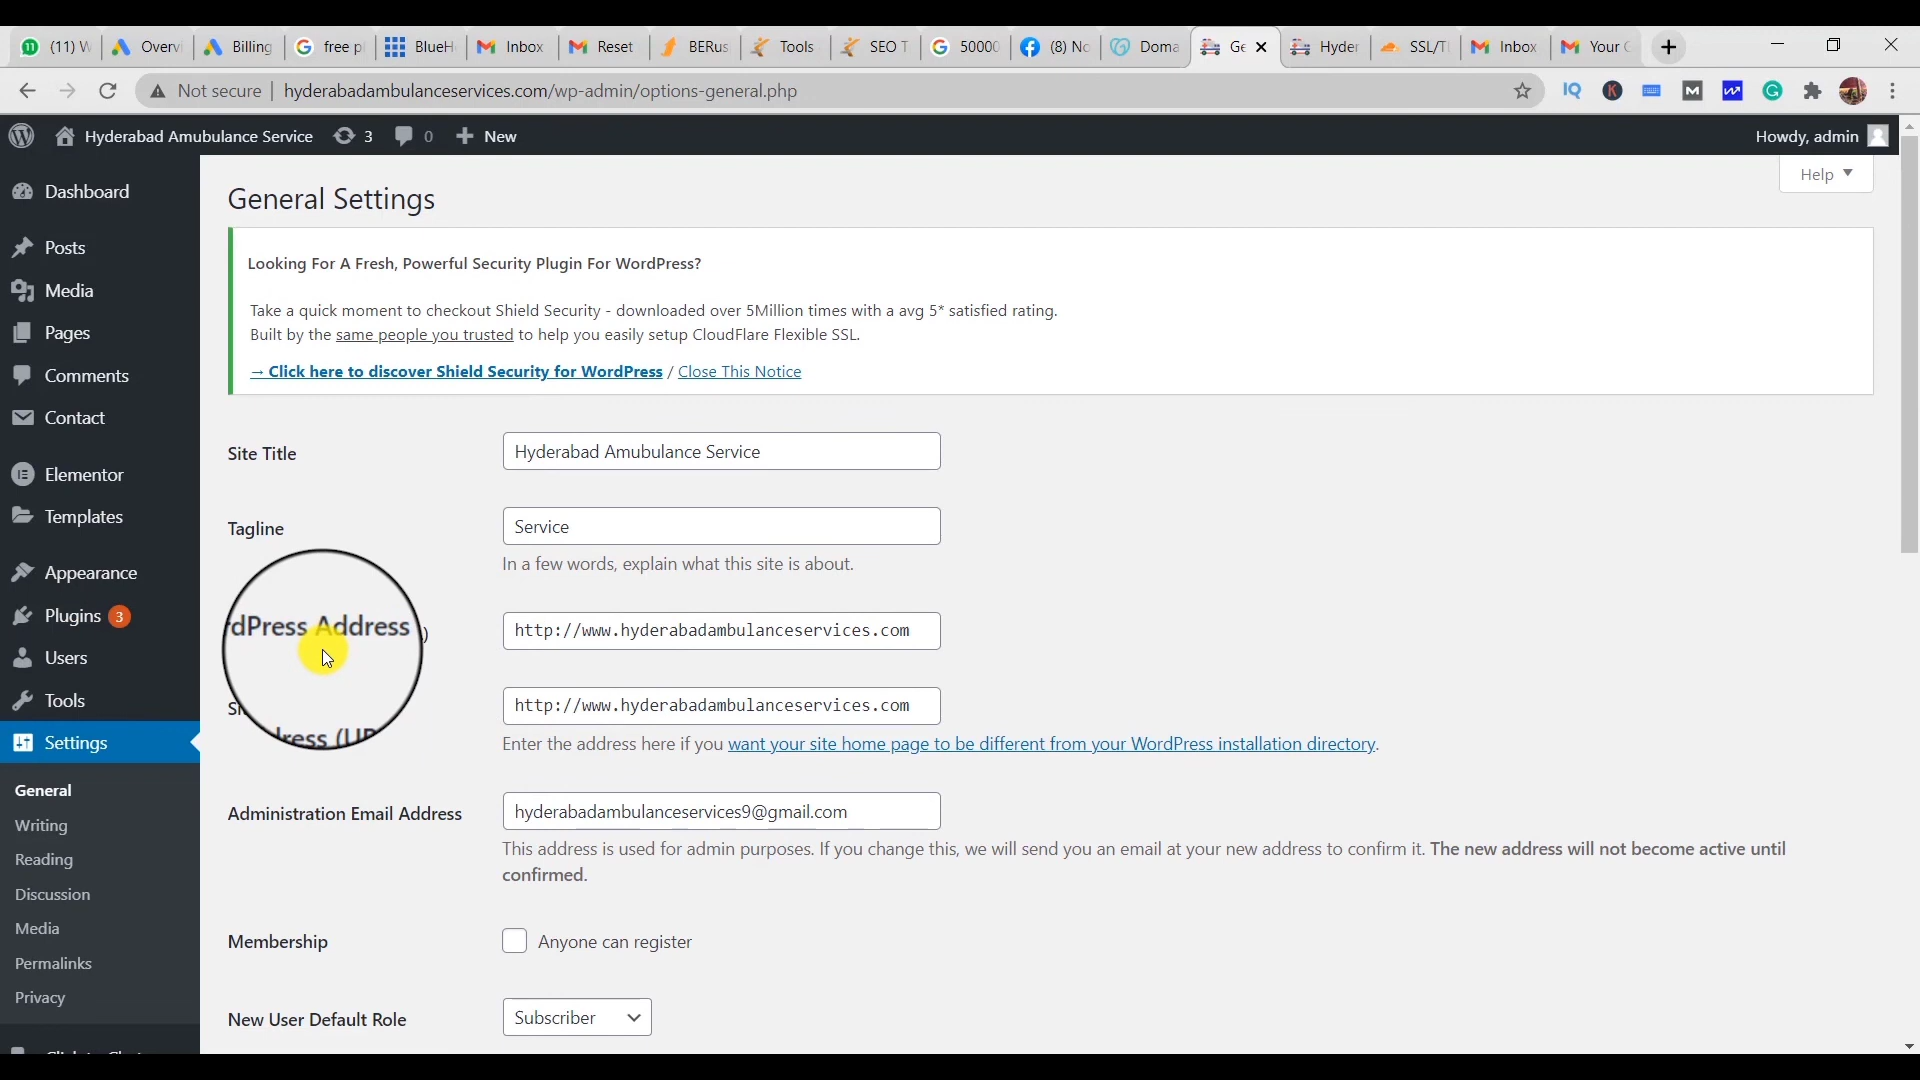 (11) W
Overv
Billing
free p
BlueH
Inbox
Reset
BERus
Tools
SEO T
50000
(8) No
Doma
Ge
Hyder
SSL/TL
Inbox
Your
Not secure
hyderabadambulanceservices.com/wp-admin/options-general.php
Hyderabad Amubulance Service
3
0
New
Howdy, admin
Dashboard
Posts
Media
Pages
Comments
Contact
Elementor
Templates
Appearance
Plugins 3
Users
Tools
Settings
General
Writing
Reading
Discussion
Media
Permalinks
Privacy
Help
General Settings
Looking For A Fresh, Powerful Security Plugin For WordPress?
Take a quick moment to checkout Shield Security - downloaded over 5Million times with a avg 5* satisfied rating.
Built by the same people you trusted to help you easily setup CloudFlare Flexible SSL.
→ Click here to discover Shield Security for WordPress / Close This Notice
Site Title
Hyderabad Amubulance Service
Tagline
Service
In a few words, explain what this site is about.
dPress Address )
http://www.hyderabadambulanceservices.com
dress (UR
http://www.hyderabadambulanceservices.com
Enter the address here if you want your site home page to be different from your WordPress installation directory.
Administration Email Address
hyderabadambulanceservices9@gmail.com
This address is used for admin purposes. If you change this, we will send you an email at your new address to confirm it. The new address will not become active until
confirmed.
Membership
Anyone can register
New User Default Role
Subscriber